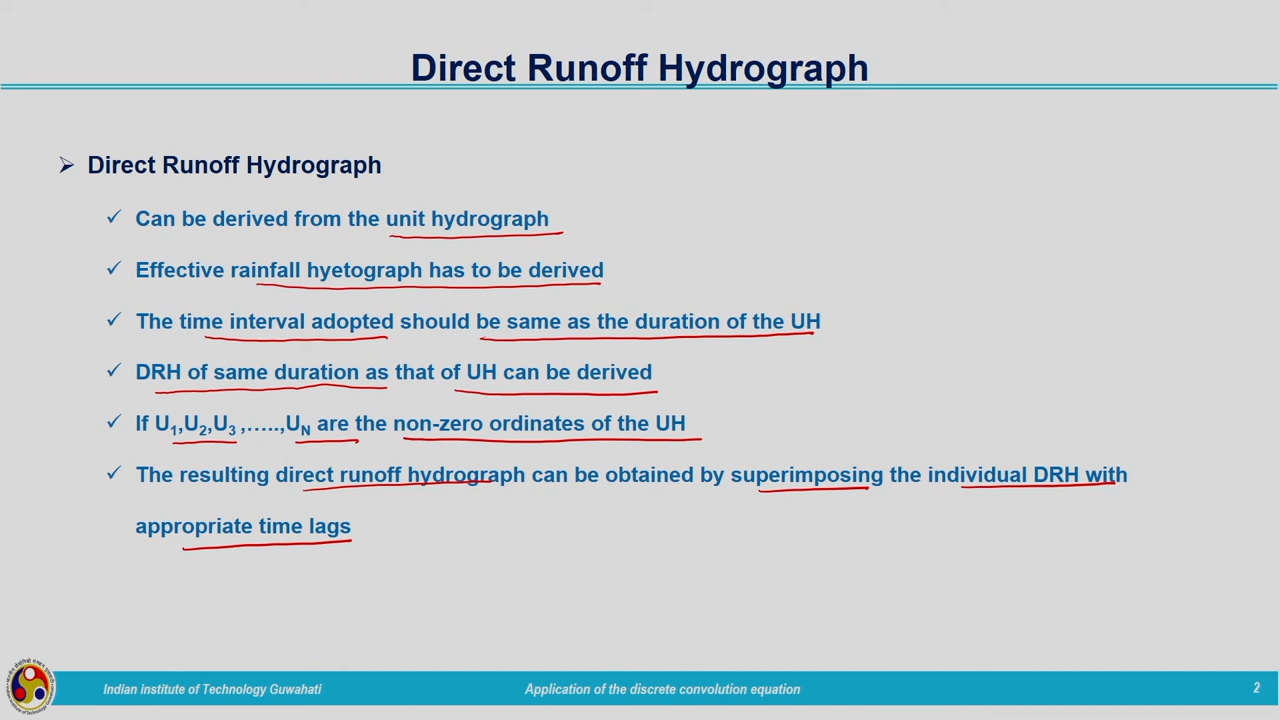 Direct Runoff Hydrograph
➢ Direct Runoff Hydrograph
✓ Can be derived from the unit hydrograph
✓ Effective rainfall hyetograph has to be derived
✓ The time interval adopted should be same as the duration of the UH
✓ DRH of same duration as that of UH can be derived
✓ If U1,U2,U3 ,…..,UN are the non-zero ordinates of the UH
✓ The resulting direct runoff hydrograph can be obtained by superimposing the individual DRH with
appropriate time lags
Indian institute of Technology Guwahati
Application of the discrete convolution equation
2